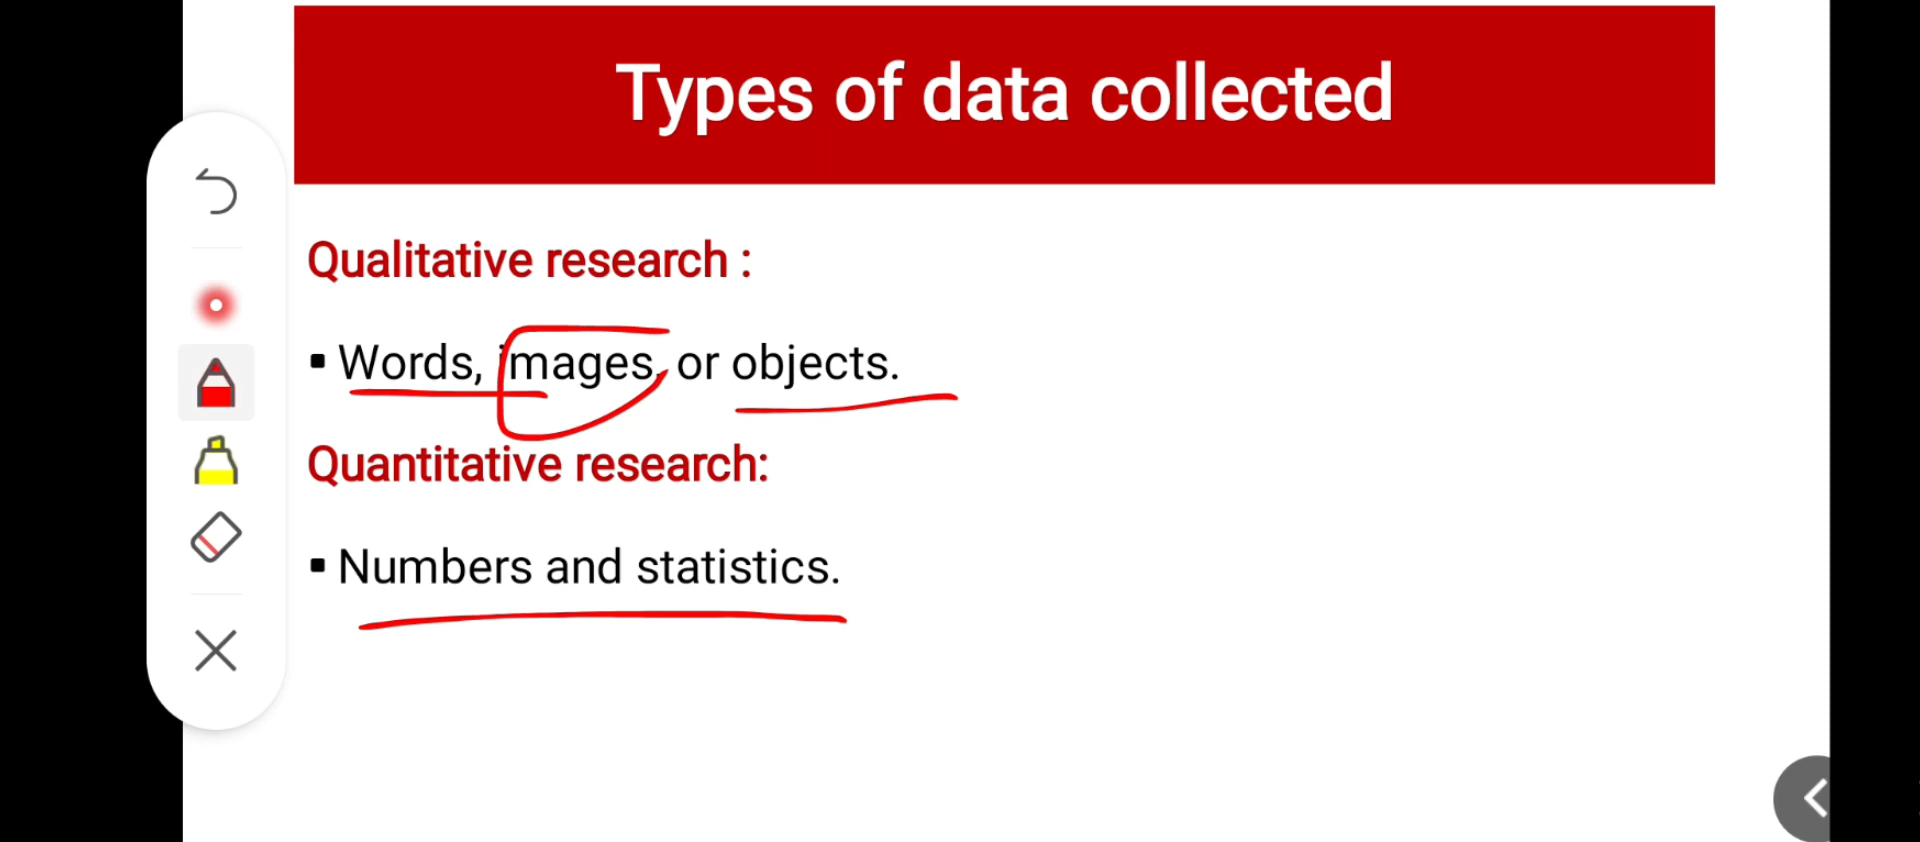 Types of data collected
Qualitative research :
▪ Words, images, or objects.
Quantitative research:
▪ Numbers and statistics.